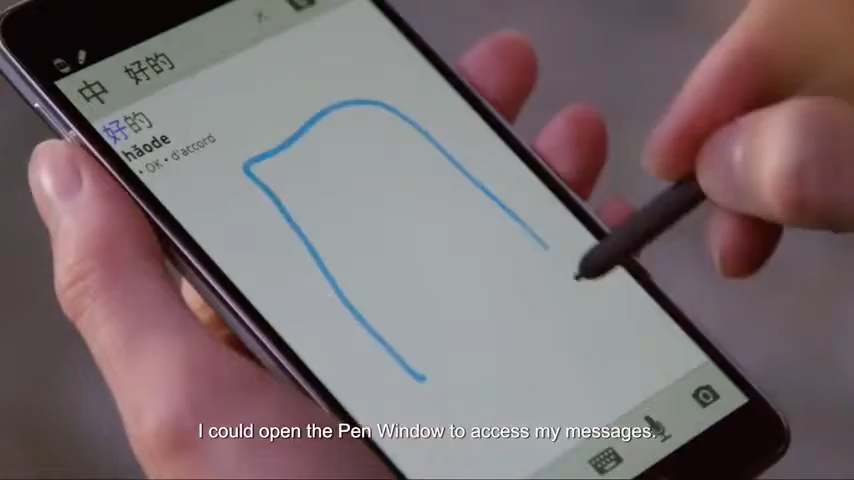 中 好的
好的
hǎode
• OK • d'accord
I could open the Pen Window to access my messages.